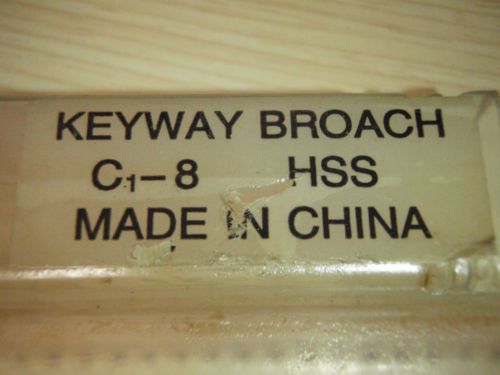 KEYWAY BROACH
C₁–8 HSS
MADE IN CHINA